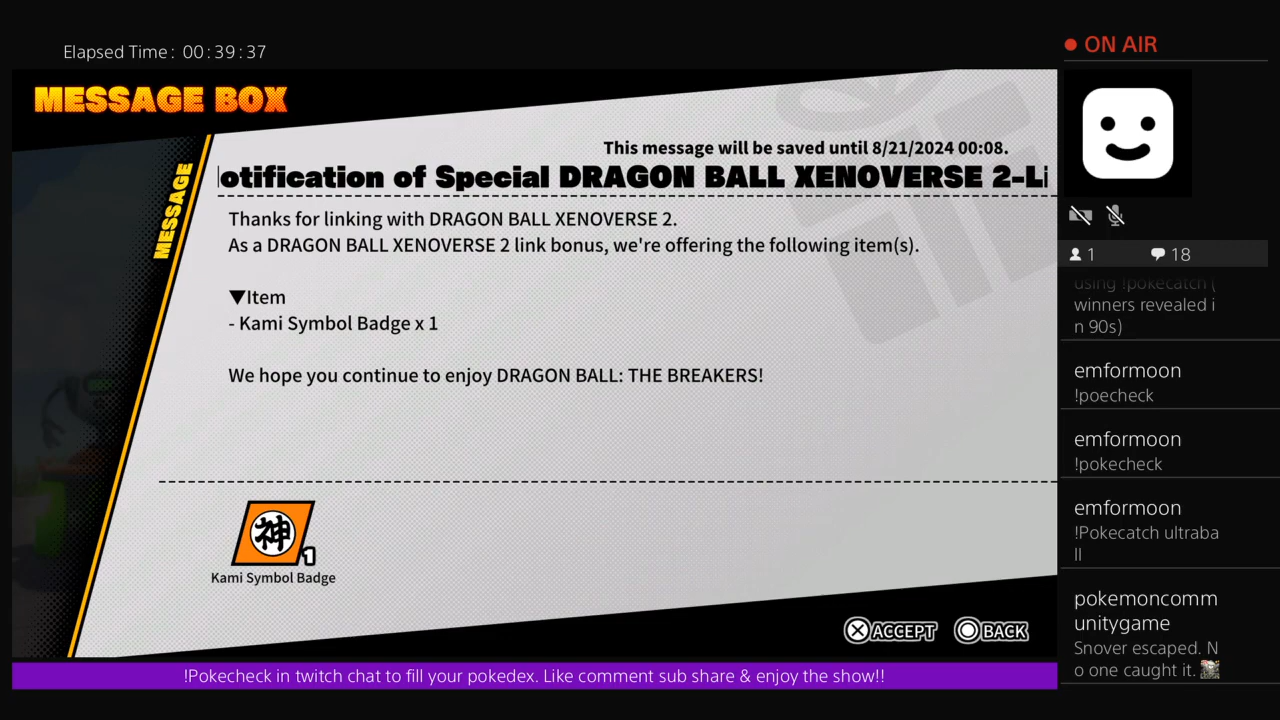 Elapsed Time: 00:39:37
ON AIR
MESSAGE BOX
MESSAGE
This message will be saved until 8/21/2024 00:08.
otification of Special DRAGON BALL XENOVERSE 2-Li
Thanks for linking with DRAGON BALL XENOVERSE 2.
As a DRAGON BALL XENOVERSE 2 link bonus, we're offering the following item(s).
▼Item
- Kami Symbol Badge x 1
We hope you continue to enjoy DRAGON BALL: THE BREAKERS!
神
1
Kami Symbol Badge
ACCEPT
BACK
!Pokecheck in twitch chat to fill your pokedex. Like comment sub share & enjoy the show!!
1
18
using !pokecatch (
winners revealed i
n 90s)
emformoon
!poecheck
emformoon
!pokecheck
emformoon
!Pokecatch ultraba
ll
pokemoncomm
unitygame
Snover escaped. N
o one caught it.